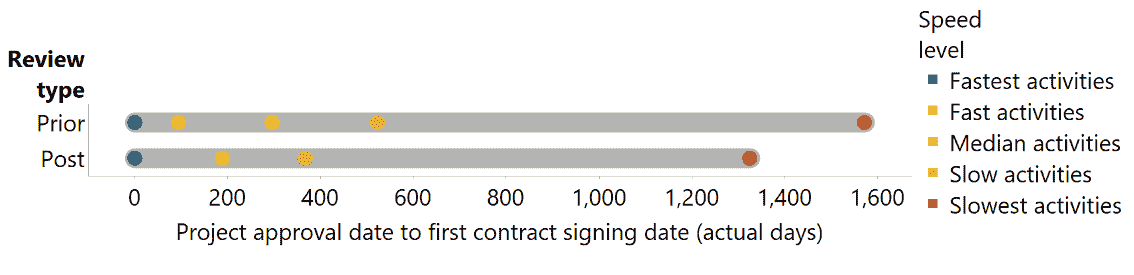 Speed
level
Review
type
Fastest activities
Fast activities
Prior
Median activities
Post
Slow activities
Slowest activities
0 200 400 600 800 1,000 1,200 1,400 1,600
Project approval date to first contract signing date (actual days)